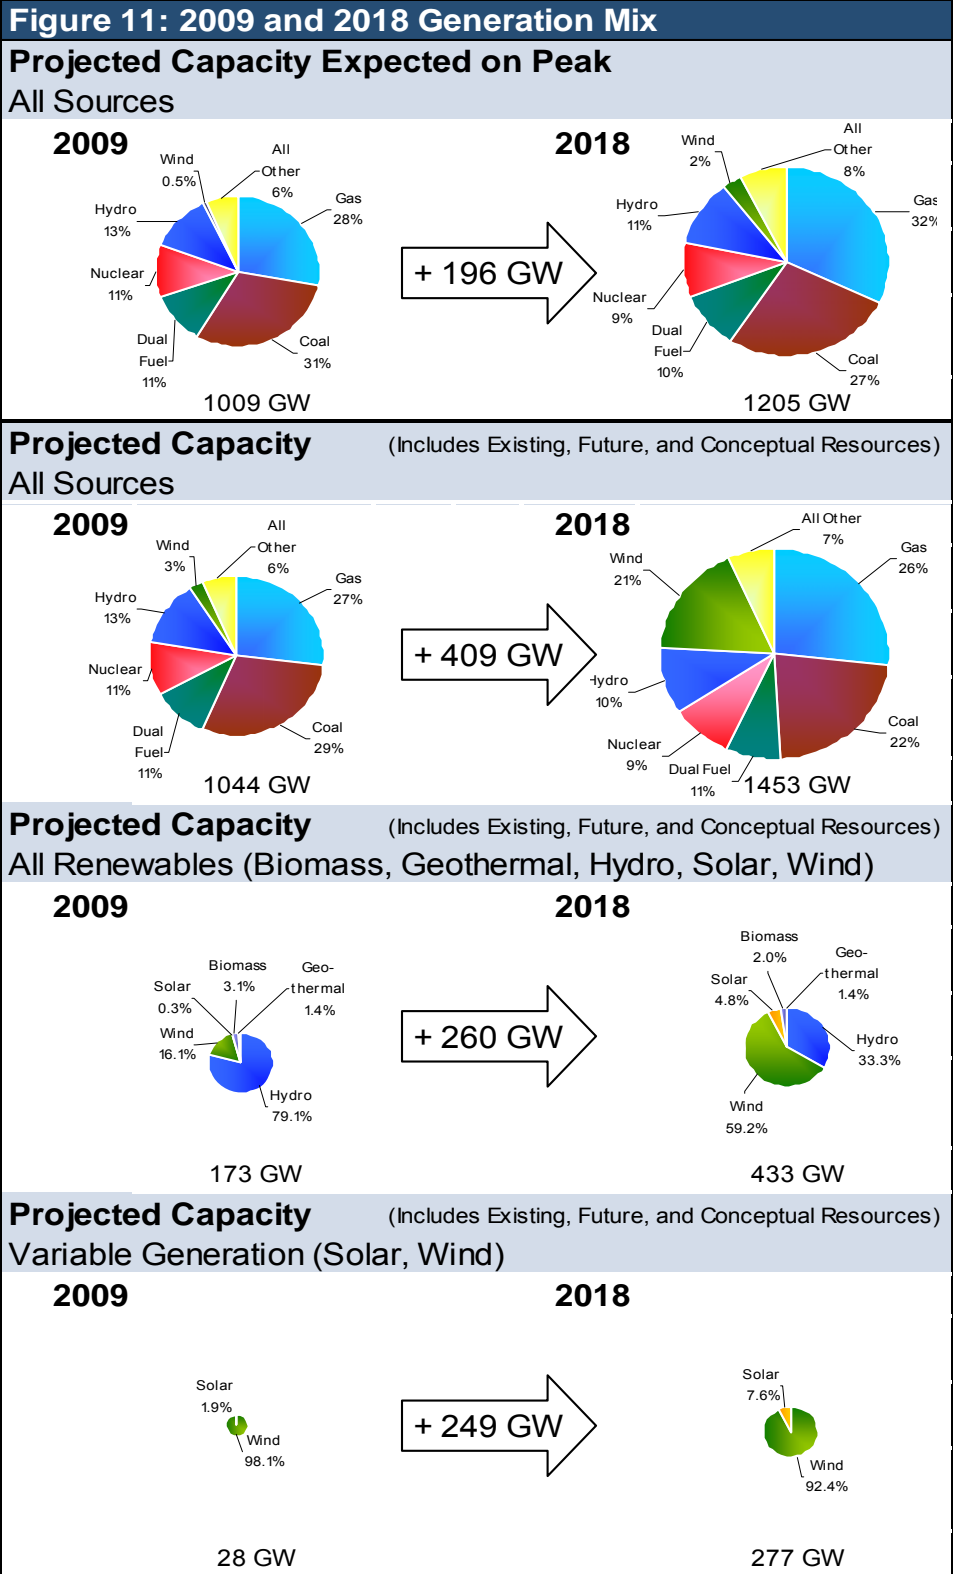 Figure 11: 2009 and 2018 Generation Mix
Projected Capacity Expected on Peak
All Sources
2009
Wind
0.5%
All
Other
6%
Gas
28%
Hydro
13%
Nuclear
11%
Dual
Fuel
11%
Coal
31%
1009 GW
+ 196 GW
2018
Wind
2%
All
Other
8%
Gas
32%
Hydro
11%
Nuclear
9%
Dual
Fuel
10%
Coal
27%
1205 GW
Projected Capacity (Includes Existing, Future, and Conceptual Resources)
All Sources
2009
Wind
3%
All
Other
6%
Gas
27%
Hydro
13%
Nuclear
11%
Dual
Fuel
11%
Coal
29%
1044 GW
+ 409 GW
2018
All Other
7%
Wind
21%
Gas
26%
Hydro
10%
Nuclear
9%
Dual Fuel
11%
Coal
22%
1453 GW
Projected Capacity (Includes Existing, Future, and Conceptual Resources)
All Renewables (Biomass, Geothermal, Hydro, Solar, Wind)
2009
Biomass
3.1%
Geo-
thermal
1.4%
Solar
0.3%
Wind
16.1%
Hydro
79.1%
173 GW
+ 260 GW
2018
Biomass
2.0%
Geo-
thermal
1.4%
Solar
4.8%
Hydro
33.3%
Wind
59.2%
433 GW
Projected Capacity (Includes Existing, Future, and Conceptual Resources)
Variable Generation (Solar, Wind)
2009
Solar
1.9%
Wind
98.1%
28 GW
+ 249 GW
2018
Solar
7.6%
Wind
92.4%
277 GW